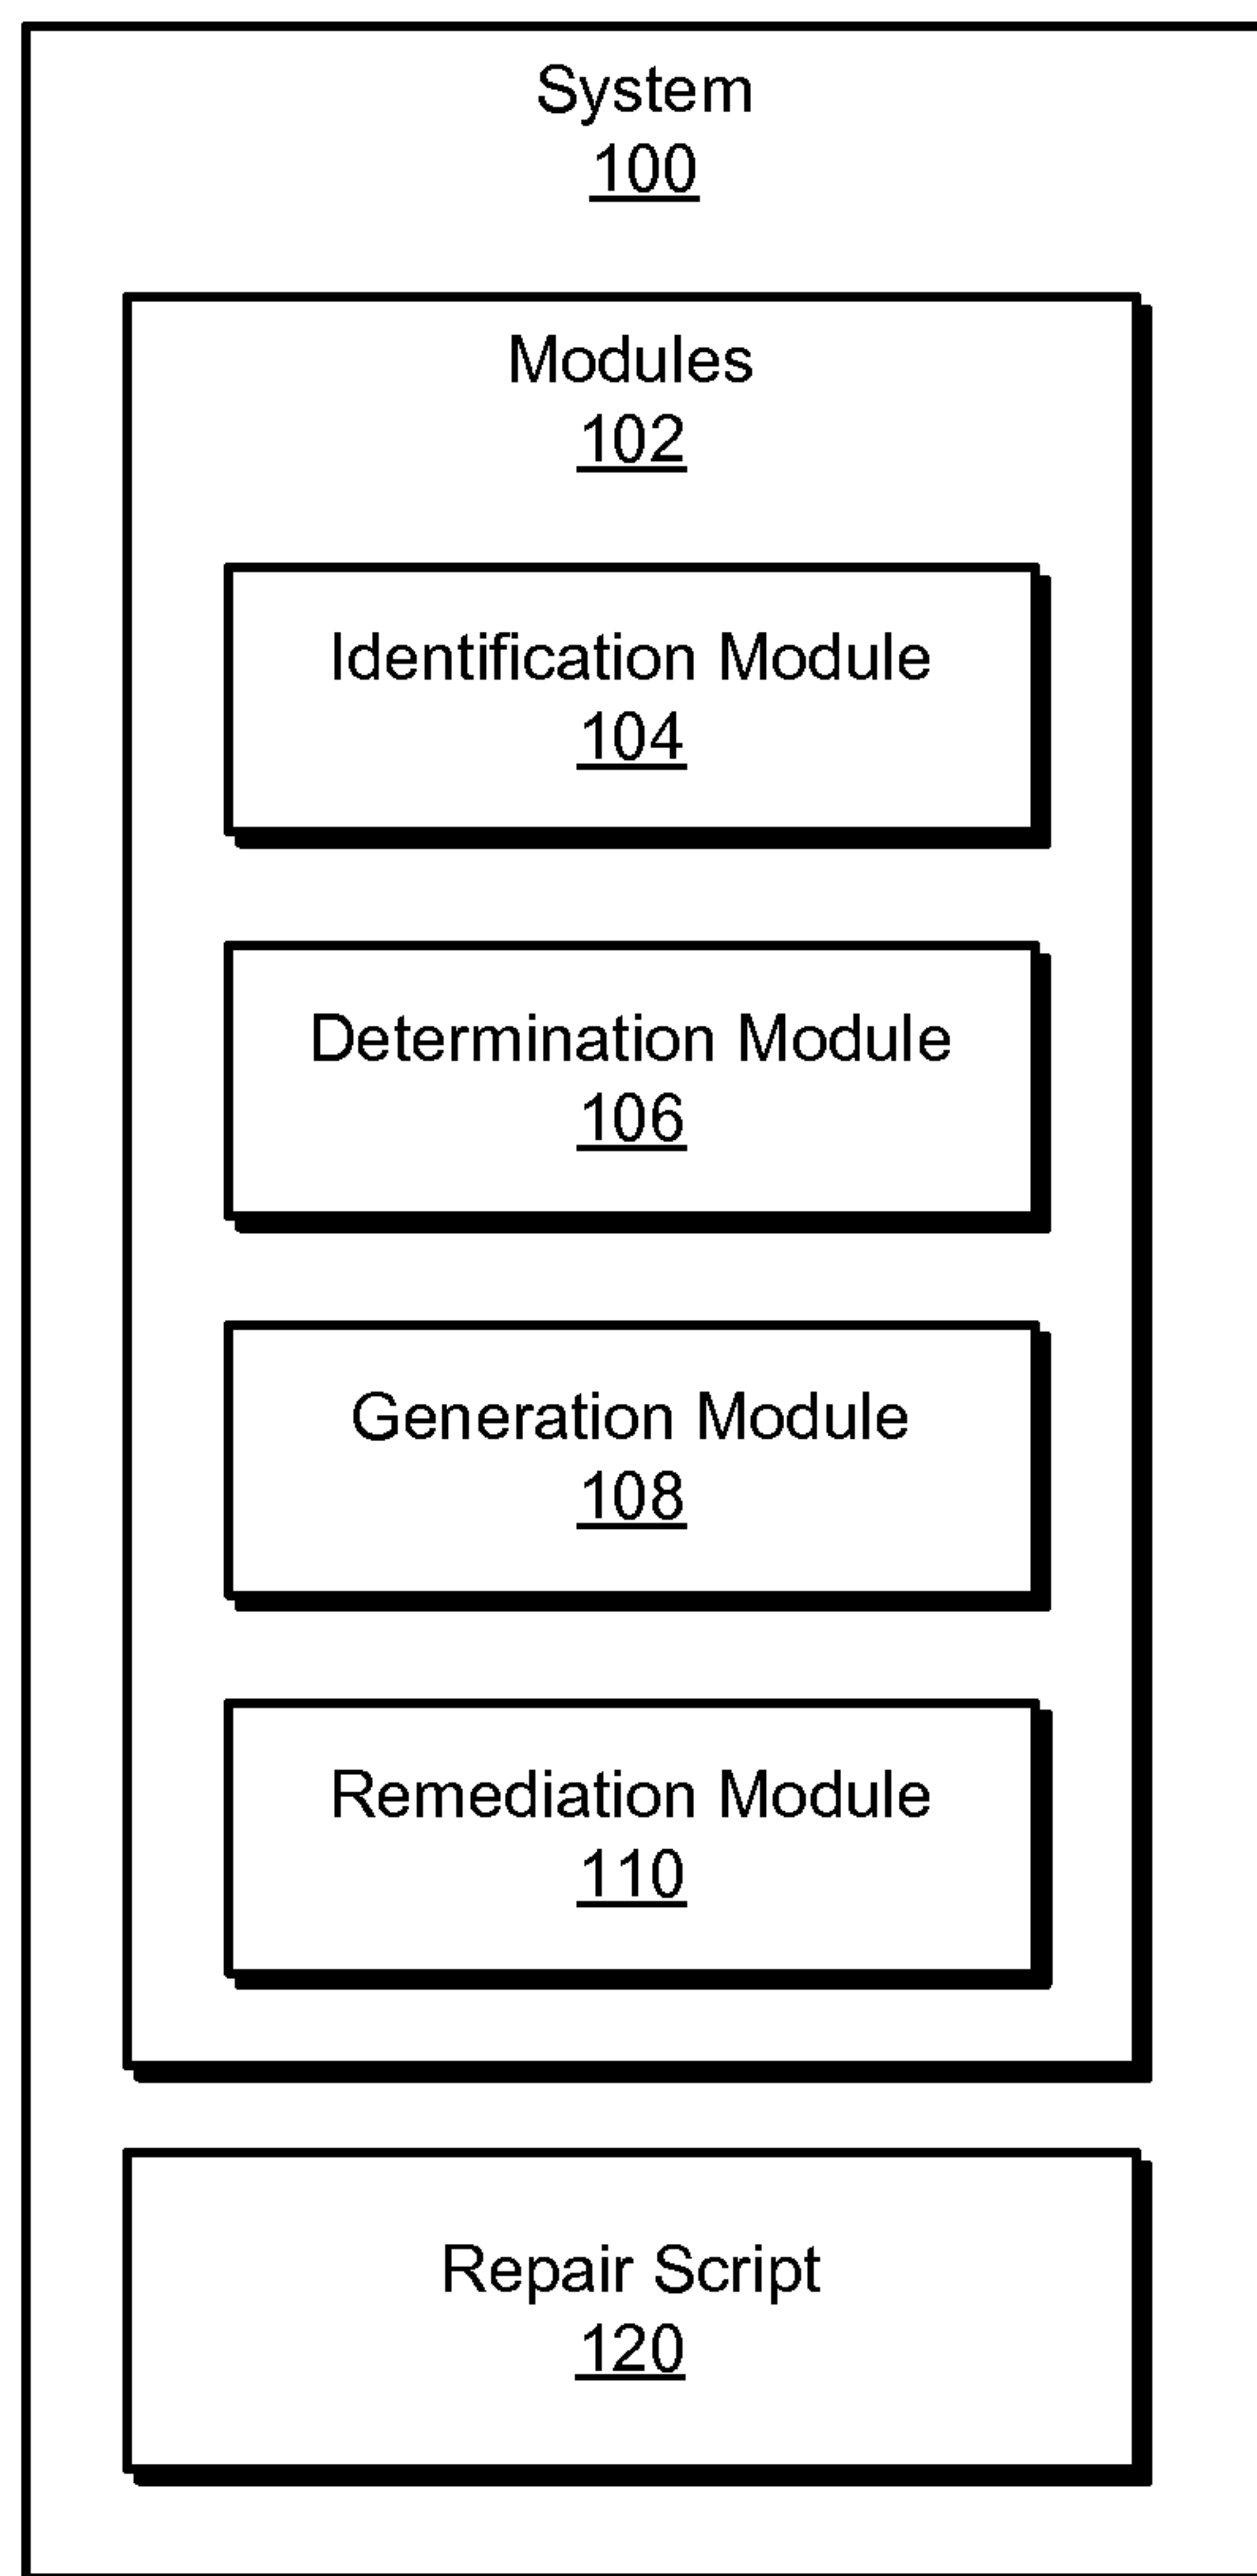 System
100
Modules
102
Identification Module
104
Determination Module
106
Generation Module
108
Remediation Module
110
Repair Script
120